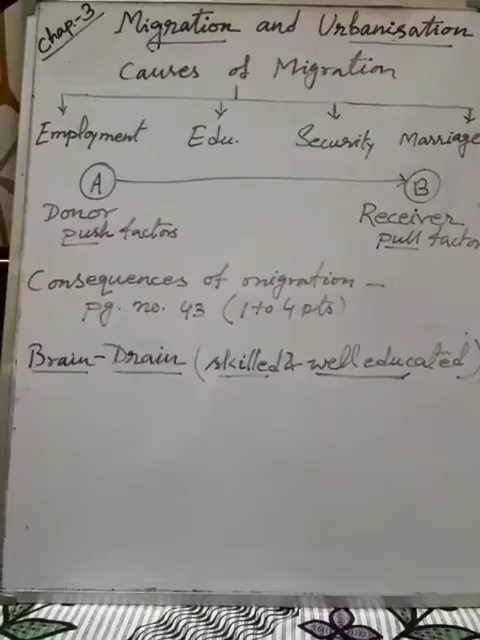 Chap-3
Migration and Urbanisation
Causes of Migration
Employment Edu. Security Marriage
A B
Donor Receiver
push factors pull factor
Consequences of migration –
pg. no. 43 (1 to 4 pts)
Brain-Drain (skilled & well educated)